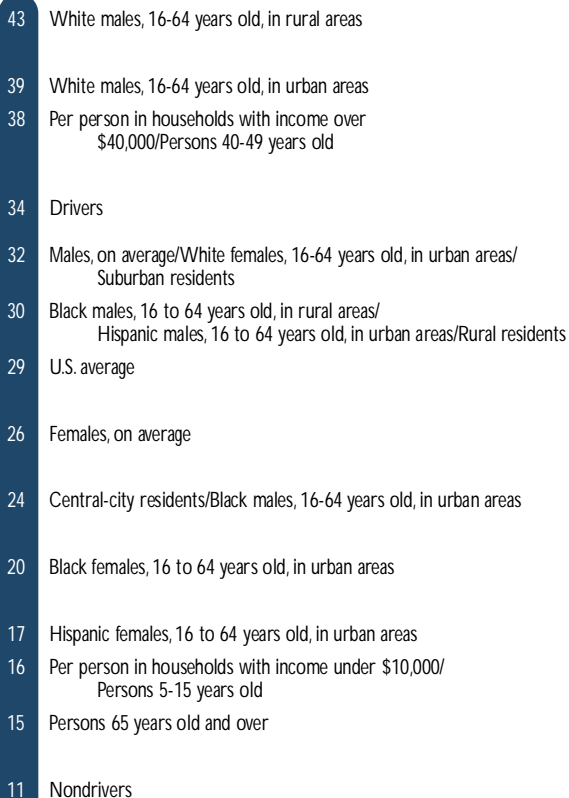 43 White males, 16-64 years old, in rural areas
39 White males, 16-64 years old, in urban areas
38 Per person in households with income over
$40,000/Persons 40-49 years old
34 Drivers
32 Males, on average/White females, 16-64 years old, in urban areas/
Suburban residents
30 Black males, 16 to 64 years old, in rural areas/
Hispanic males, 16 to 64 years old, in urban areas/Rural residents
29 U.S. average
26 Females, on average
24 Central-city residents/Black males, 16-64 years old, in urban areas
20 Black females, 16 to 64 years old, in urban areas
17 Hispanic females, 16 to 64 years old, in urban areas
16 Per person in households with income under $10,000/
Persons 5-15 years old
15 Persons 65 years old and over
11 Nondrivers